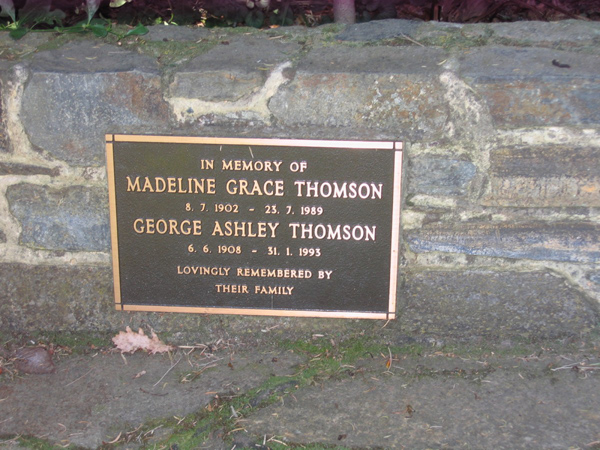 IN MEMORY OF
MADELINE GRACE THOMSON
8. 7. 1902 - 23. 7. 1989
GEORGE ASHLEY THOMSON
6. 6. 1908 - 31. 1. 1993
LOVINGLY REMEMBERED BY
THEIR FAMILY